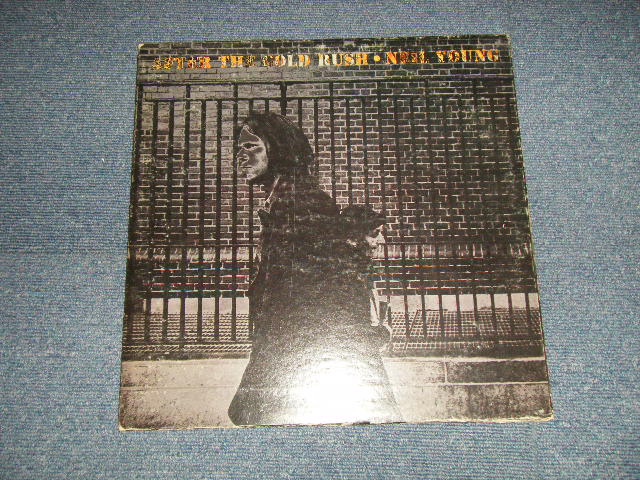 AFTER THE GOLD RUSH • NEIL YOUNG